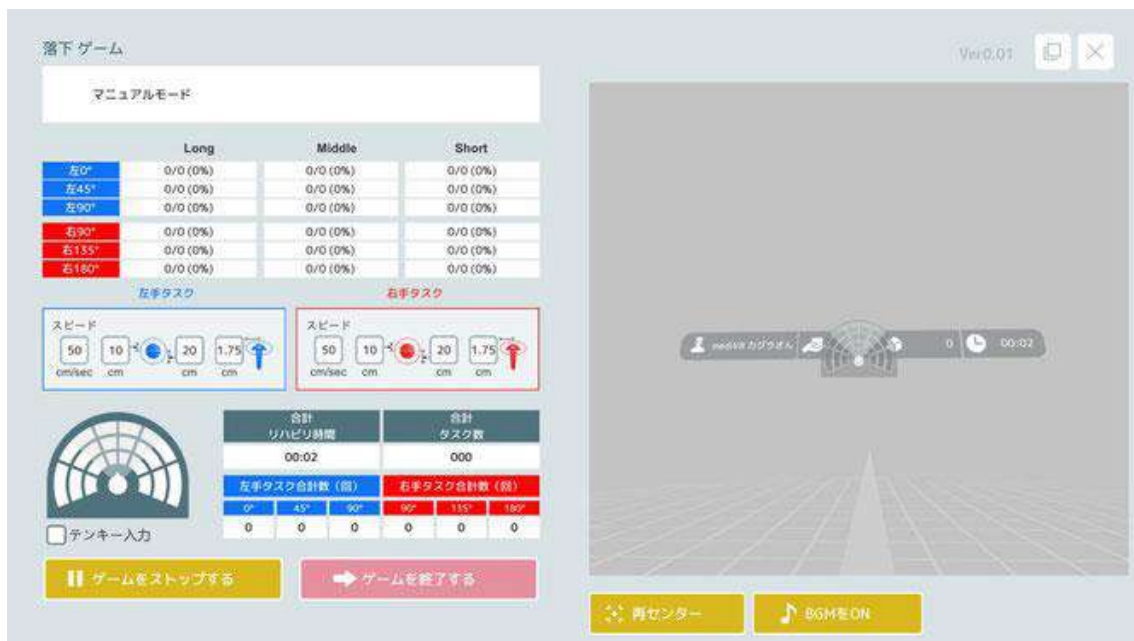 落下 ゲーム
Ver0.01
マニュアルモード
Long Middle Short
左0° 0/0 (0%) 0/0 (0%) 0/0 (0%)
左45° 0/0 (0%) 0/0 (0%) 0/0 (0%)
左90° 0/0 (0%) 0/0 (0%) 0/0 (0%)
右90° 0/0 (0%) 0/0 (0%) 0/0 (0%)
右135° 0/0 (0%) 0/0 (0%) 0/0 (0%)
右180° 0/0 (0%) 0/0 (0%) 0/0 (0%)
左手タスク 右手タスク
スピード スピード
50 10 20 1.75 50 10 20 1.75
cm/sec cm cm cm cm/sec cm cm cm
mediVR カグラさん 0 00:02
合計 合計
リハビリ時間 タスク数
00:02 000
左手タスク合計数（回） 右手タスク合計数（回）
0° 45° 90° 90° 135° 180°
0 0 0 0 0 0
テンキー入力
ゲームをストップする ゲームを終了する
再センター BGMをON